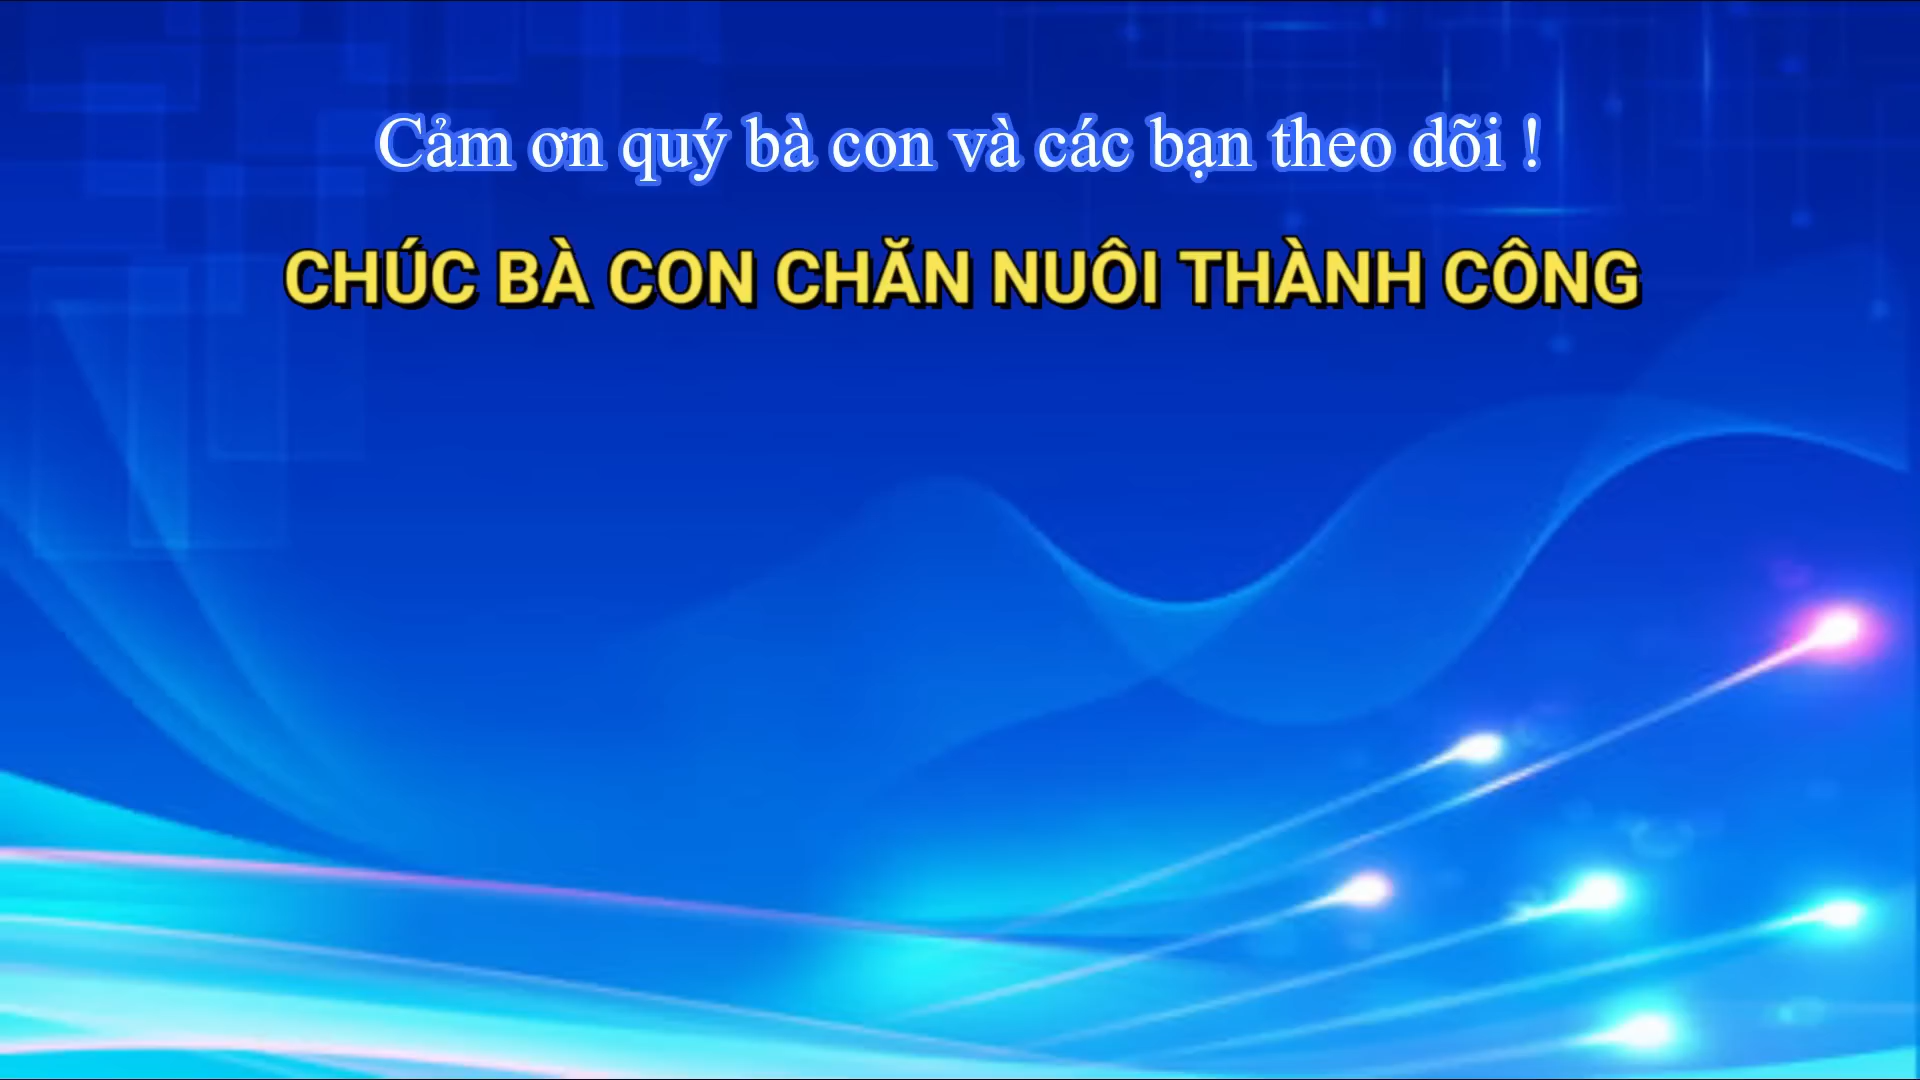 Cảm ơn quý bà con và các bạn theo dõi !
CHÚC BÀ CON CHĂN NUÔI THÀNH CÔNG